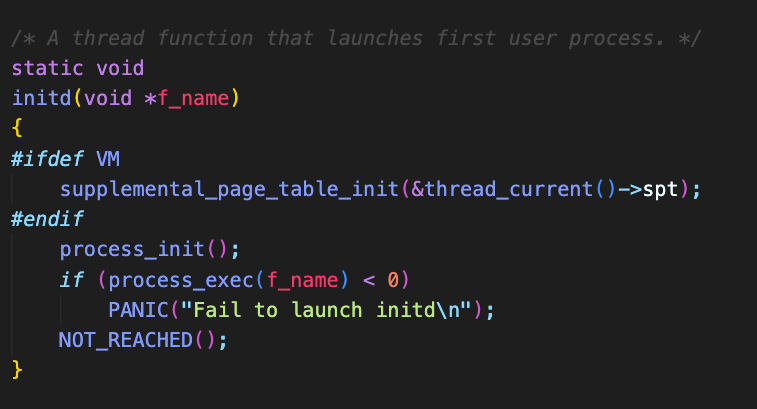 /* A thread function that launches first user process. */
static void
initd(void *f_name)
{
#ifdef VM
    supplemental_page_table_init(&thread_current()->spt);
#endif
    process_init();
    if (process_exec(f_name) < 0)
        PANIC("Fail to launch initd\n");
    NOT_REACHED();
}